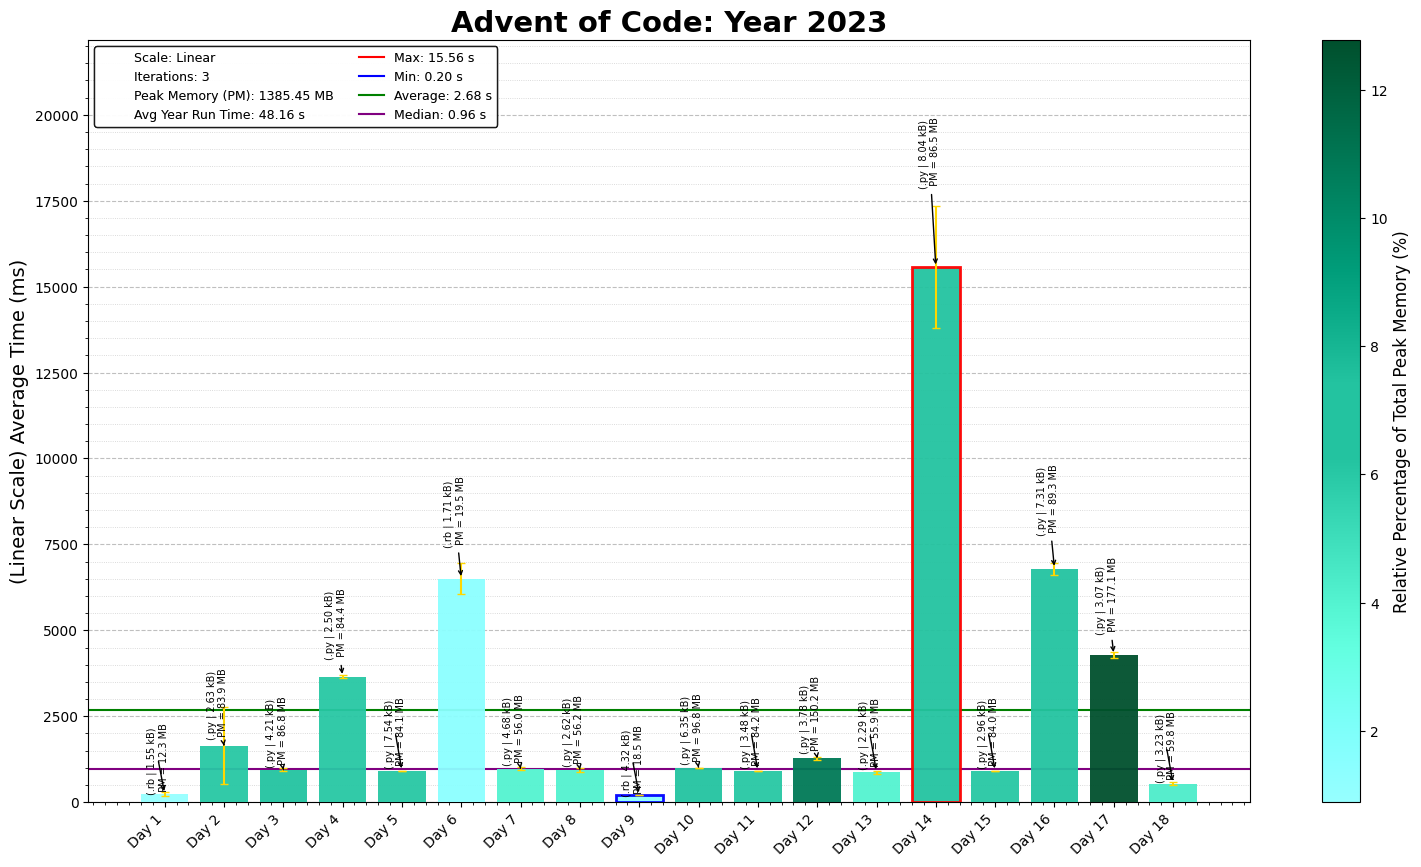 Advent of Code: Year 2023
Scale: Linear
Iterations: 3
Peak Memory (PM): 1385.45 MB
Avg Year Run Time: 48.16 s
Max: 15.56 s
Min: 0.20 s
Average: 2.68 s
Median: 0.96 s
(Linear Scale) Average Time (ms)
20000
17500
15000
12500
10000
7500
5000
2500
0
(.rb | 1.55 kB)
PM = 12.3 MB
(.py | 2.63 kB)
PM = 83.9 MB
(.py | 4.21 kB)
PM = 86.8 MB
(.py | 2.50 kB)
PM = 84.4 MB
(.py | 7.54 kB)
PM = 84.1 MB
(.rb | 1.71 kB)
PM = 19.5 MB
(.py | 4.68 kB)
PM = 56.0 MB
(.py | 2.62 kB)
PM = 56.2 MB
(.rb | 4.32 kB)
PM = 18.5 MB
(.py | 6.35 kB)
PM = 96.8 MB
(.py | 3.48 kB)
PM = 84.2 MB
(.py | 3.78 kB)
PM = 150.2 MB
(.py | 2.29 kB)
PM = 55.9 MB
(.py | 8.04 kB)
PM = 86.5 MB
(.py | 2.96 kB)
PM = 84.0 MB
(.py | 7.31 kB)
PM = 89.3 MB
(.py | 3.07 kB)
PM = 177.1 MB
(.py | 3.23 kB)
PM = 59.8 MB
Day 1
Day 2
Day 3
Day 4
Day 5
Day 6
Day 7
Day 8
Day 9
Day 10
Day 11
Day 12
Day 13
Day 14
Day 15
Day 16
Day 17
Day 18
12
10
8
6
4
2
Relative Percentage of Total Peak Memory (%)